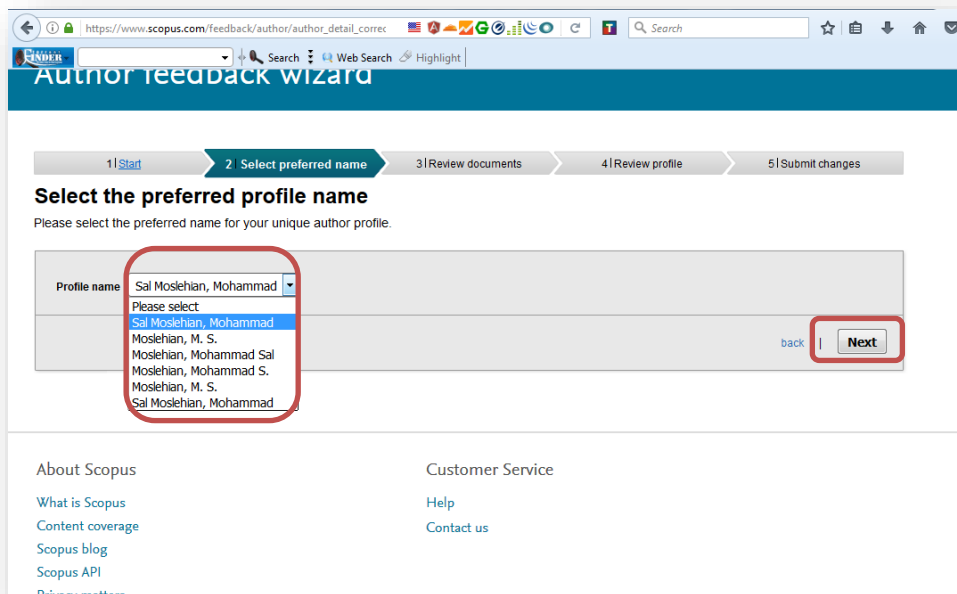 https://www.scopus.com/feedback/author/author_detail_correc
Search
FINDER
Search Web Search Highlight
Author feedback wizard
1 | Start 2 | Select preferred name 3 | Review documents 4 | Review profile 5 | Submit changes
Select the preferred profile name
Please select the preferred name for your unique author profile.
Profile name Sal Moslehian, Mohammad
Please select
Sal Moslehian, Mohammad
Moslehian, M. S.
Moslehian, Mohammad Sal
Moslehian, Mohammad S.
Moslehian, M. S.
Sal Moslehian, Mohammad
back | Next
About Scopus
What is Scopus
Content coverage
Scopus blog
Scopus API
Privacy matters
Customer Service
Help
Contact us